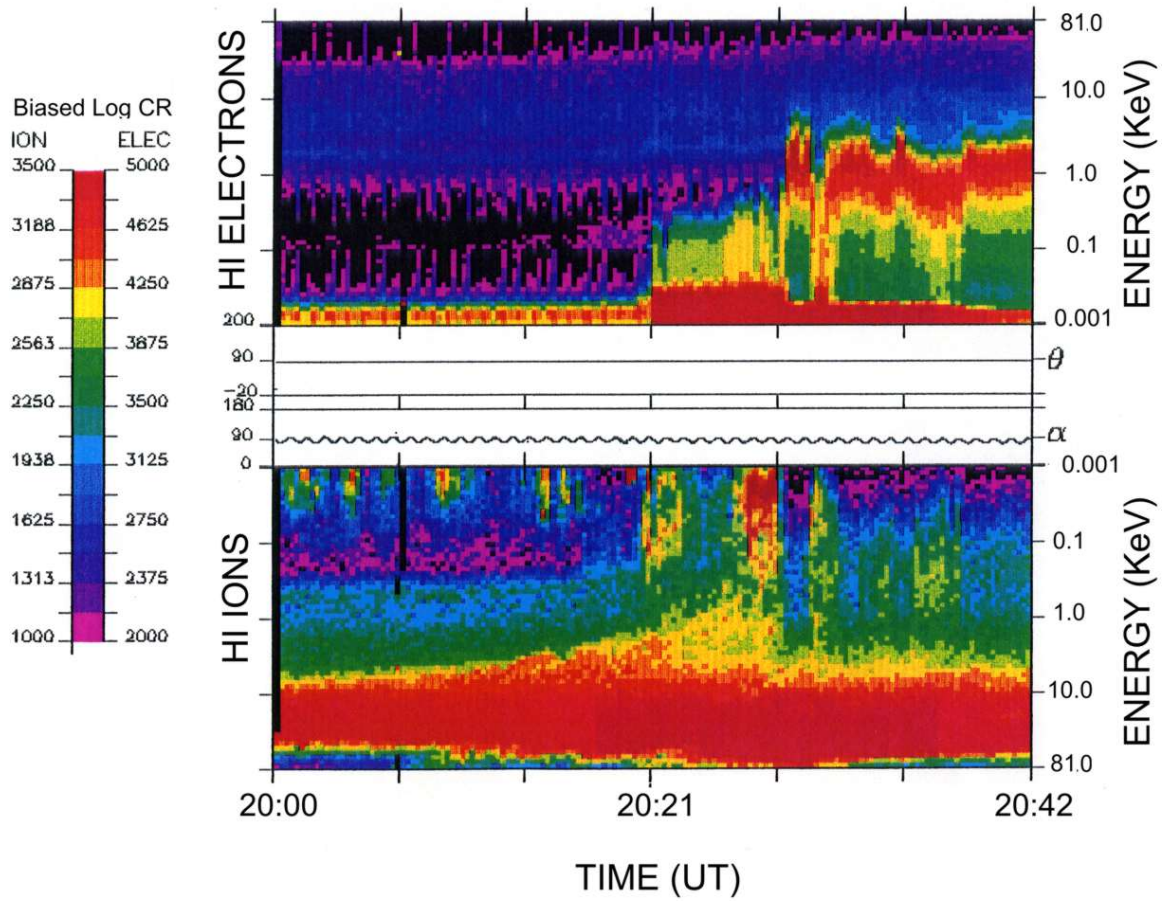 Biased Log CR
ION ELEC
3500 5000
3188 4625
2875 4250
2563 3875
2250 3500
1938 3125
1625 2750
1313 2375
1000 2000
HI ELECTRONS
81.0
10.0
1.0
0.1
0.001
ENERGY (KeV)
200
90
-20
θ
180
90
0
α
HI IONS
0.001
0.1
1.0
10.0
81.0
ENERGY (KeV)
20:00 20:21 20:42
TIME (UT)